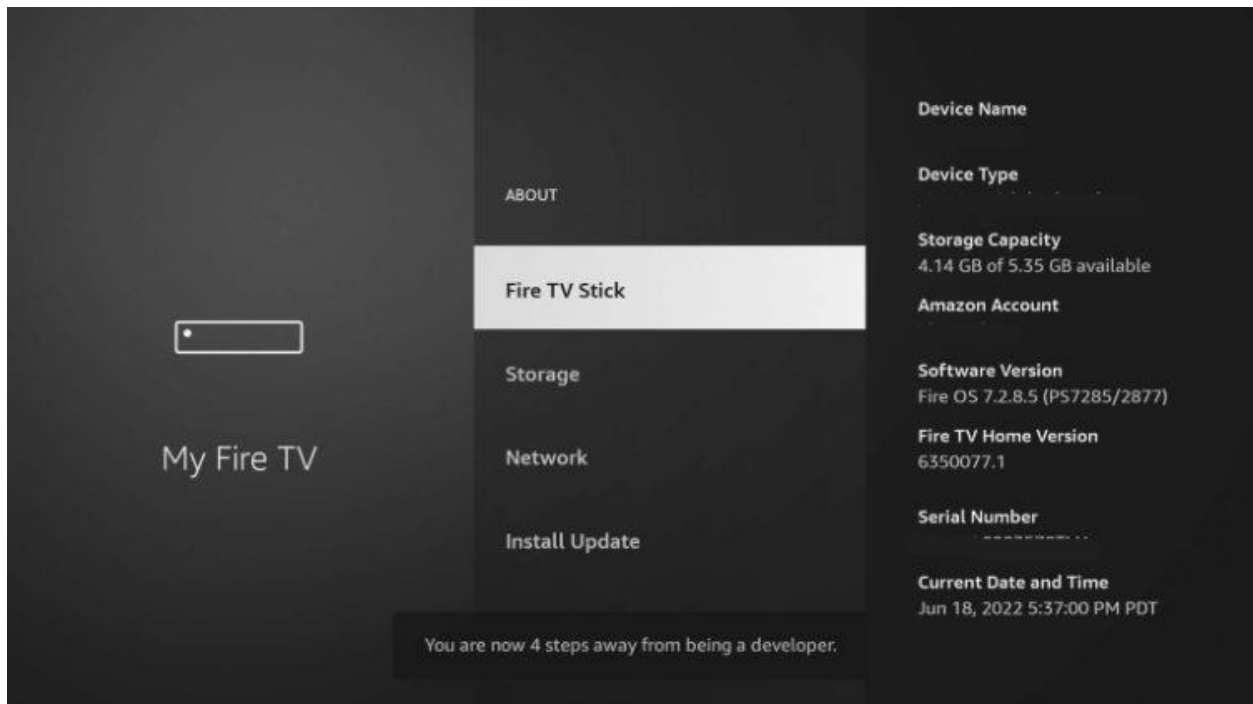 My Fire TV
ABOUT
Fire TV Stick
Storage
Network
Install Update
Device Name
Device Type
Storage Capacity
4.14 GB of 5.35 GB available
Amazon Account
Software Version
Fire OS 7.2.8.5 (PS7285/2877)
Fire TV Home Version
6350077.1
Serial Number
Current Date and Time
Jun 18, 2022 5:37:00 PM PDT
You are now 4 steps away from being a developer.